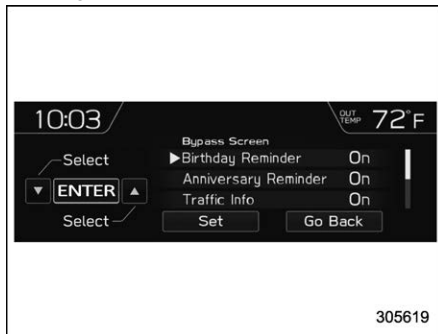 10:03
OUT TEMP 72°F
Bypass Screen
Select
▶Birthday Reminder On
▼ ENTER ▲
Anniversary Reminder On
Select
Traffic Info On
Set Go Back
305619